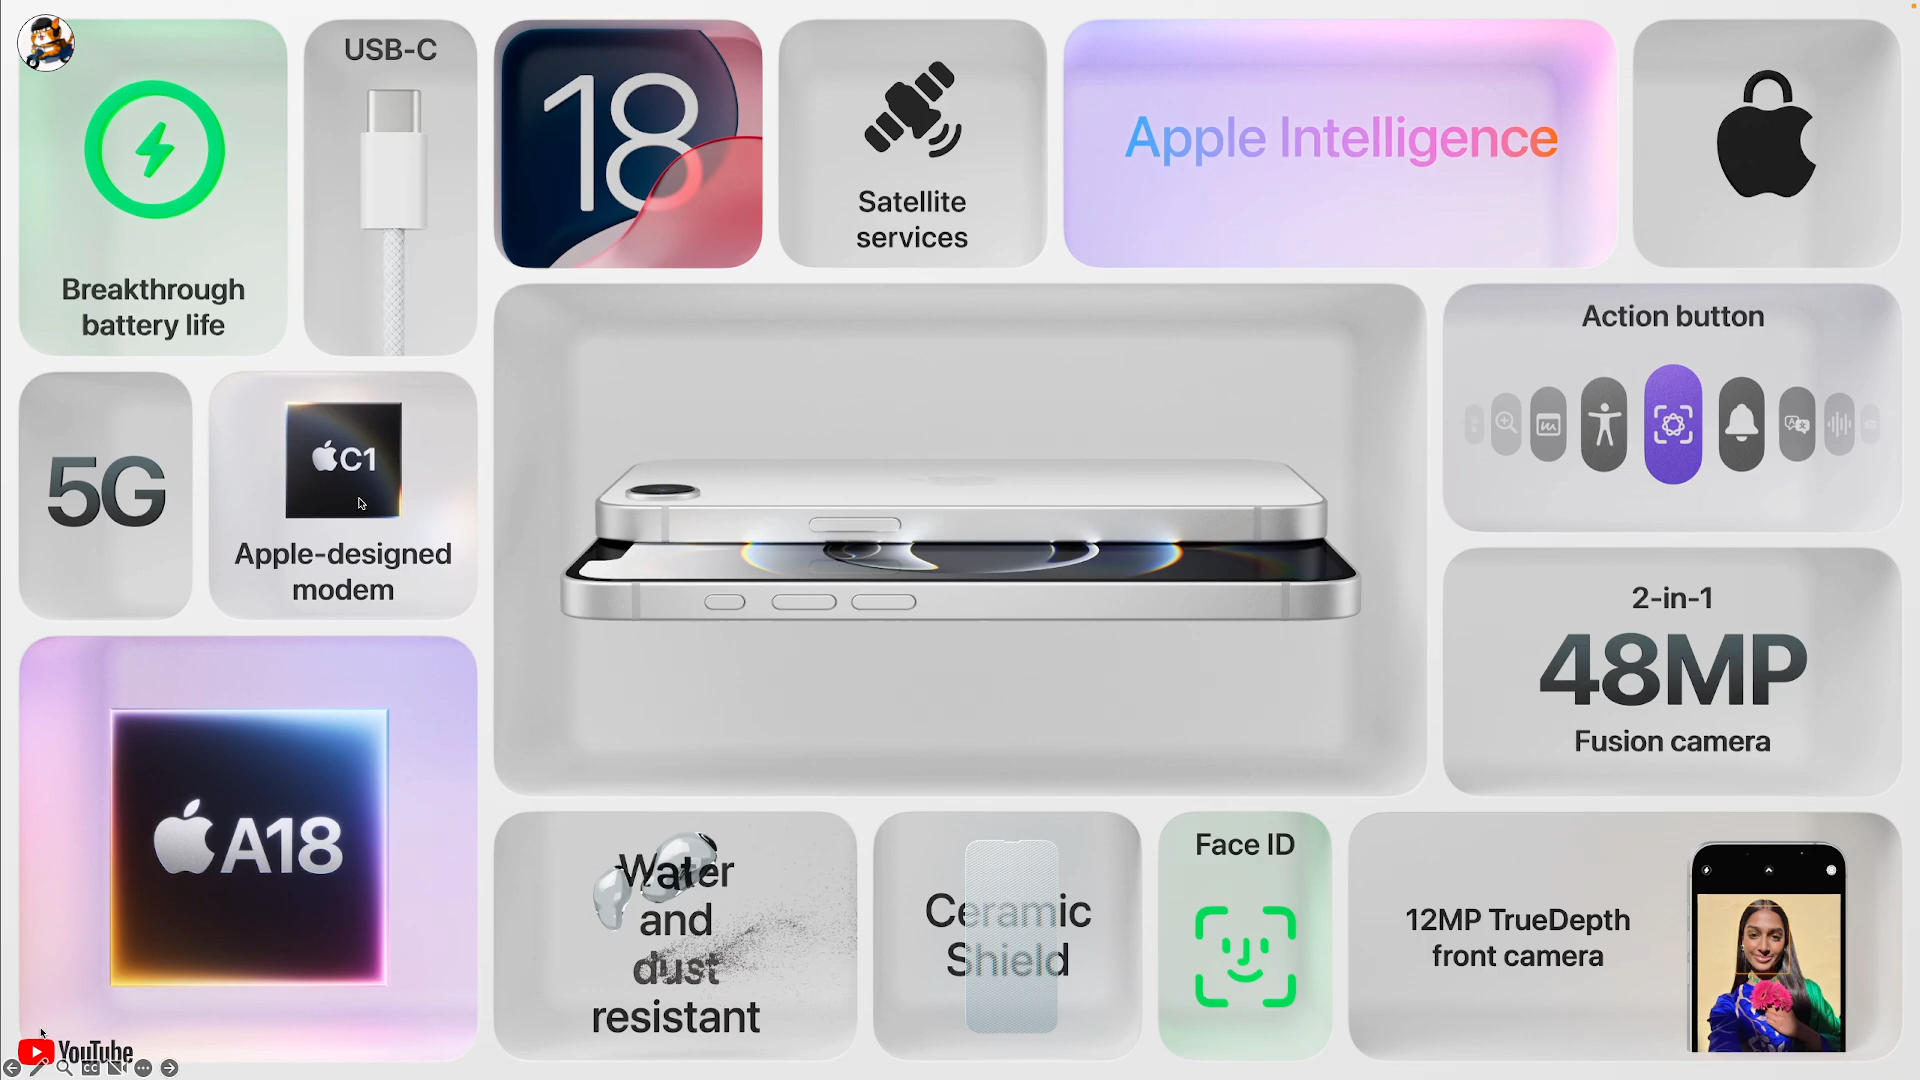 Breakthrough
battery life
USB-C
18
Satellite
services
Apple Intelligence
5G
C1
Apple-designed
modem
Action button
2-in-1
48MP
Fusion camera
A18
Water
and
dust
resistant
Ceramic
Shield
Face ID
12MP TrueDepth
front camera
YouTube
CC